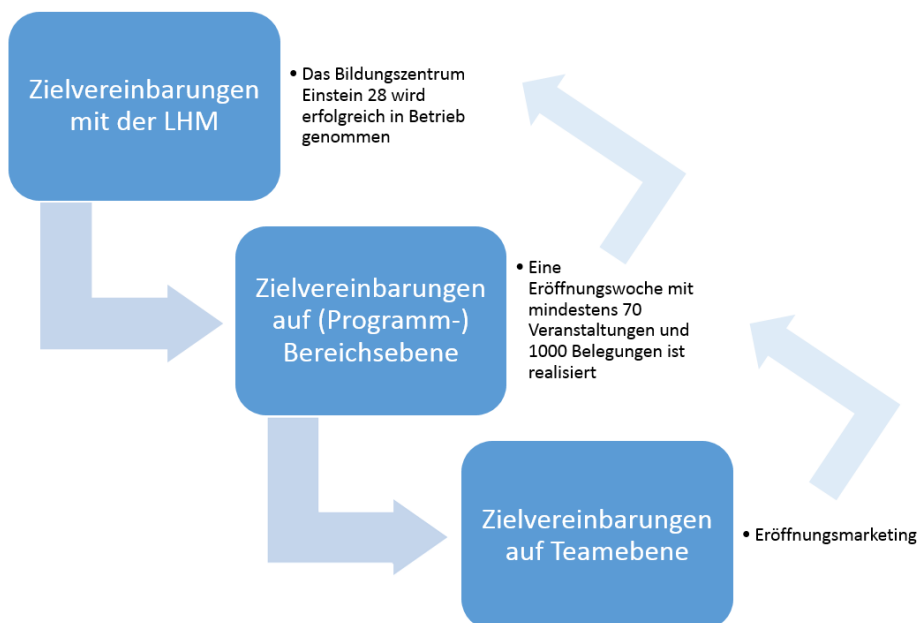 Zielvereinbarungen
mit der LHM
• Das Bildungszentrum
Einstein 28 wird
erfolgreich in Betrieb
genommen
Zielvereinbarungen
auf (Programm-)
Bereichsebene
• Eine
Eröffnungswoche mit
mindestens 70
Veranstaltungen und
1000 Belegungen ist
realisiert
Zielvereinbarungen
auf Teamebene
• Eröffnungsmarketing